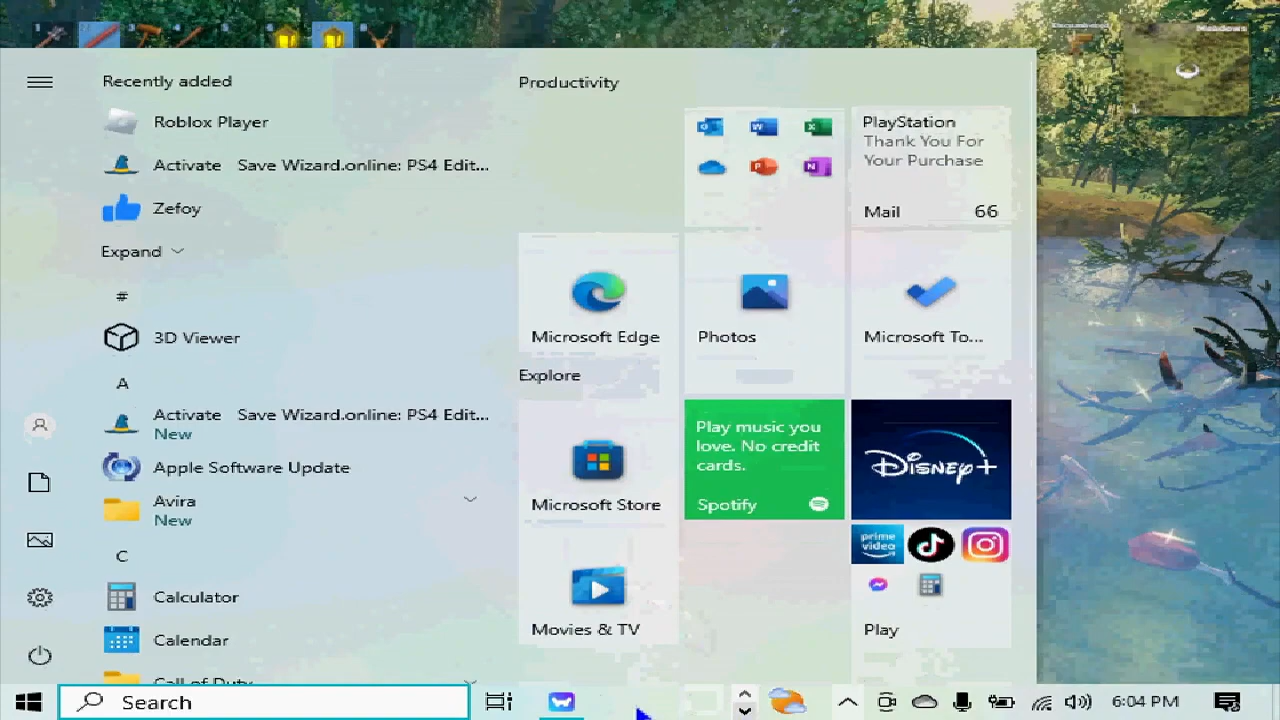 Recently added
Roblox Player
Activate Save Wizard.online: PS4 Edit...
Zefoy
Expand
#
3D Viewer
A
Activate Save Wizard.online: PS4 Edit...
New
Apple Software Update
Avira
New
C
Calculator
Calendar
Call of Duty
Productivity
PlayStation
Thank You For
Your Purchase
Mail 66
Microsoft Edge
Photos
Microsoft To...
Explore
Microsoft Store
Play music you
love. No credit
cards.
Spotify
Disney+
Movies & TV
prime
video
Play
Search
6:04 PM